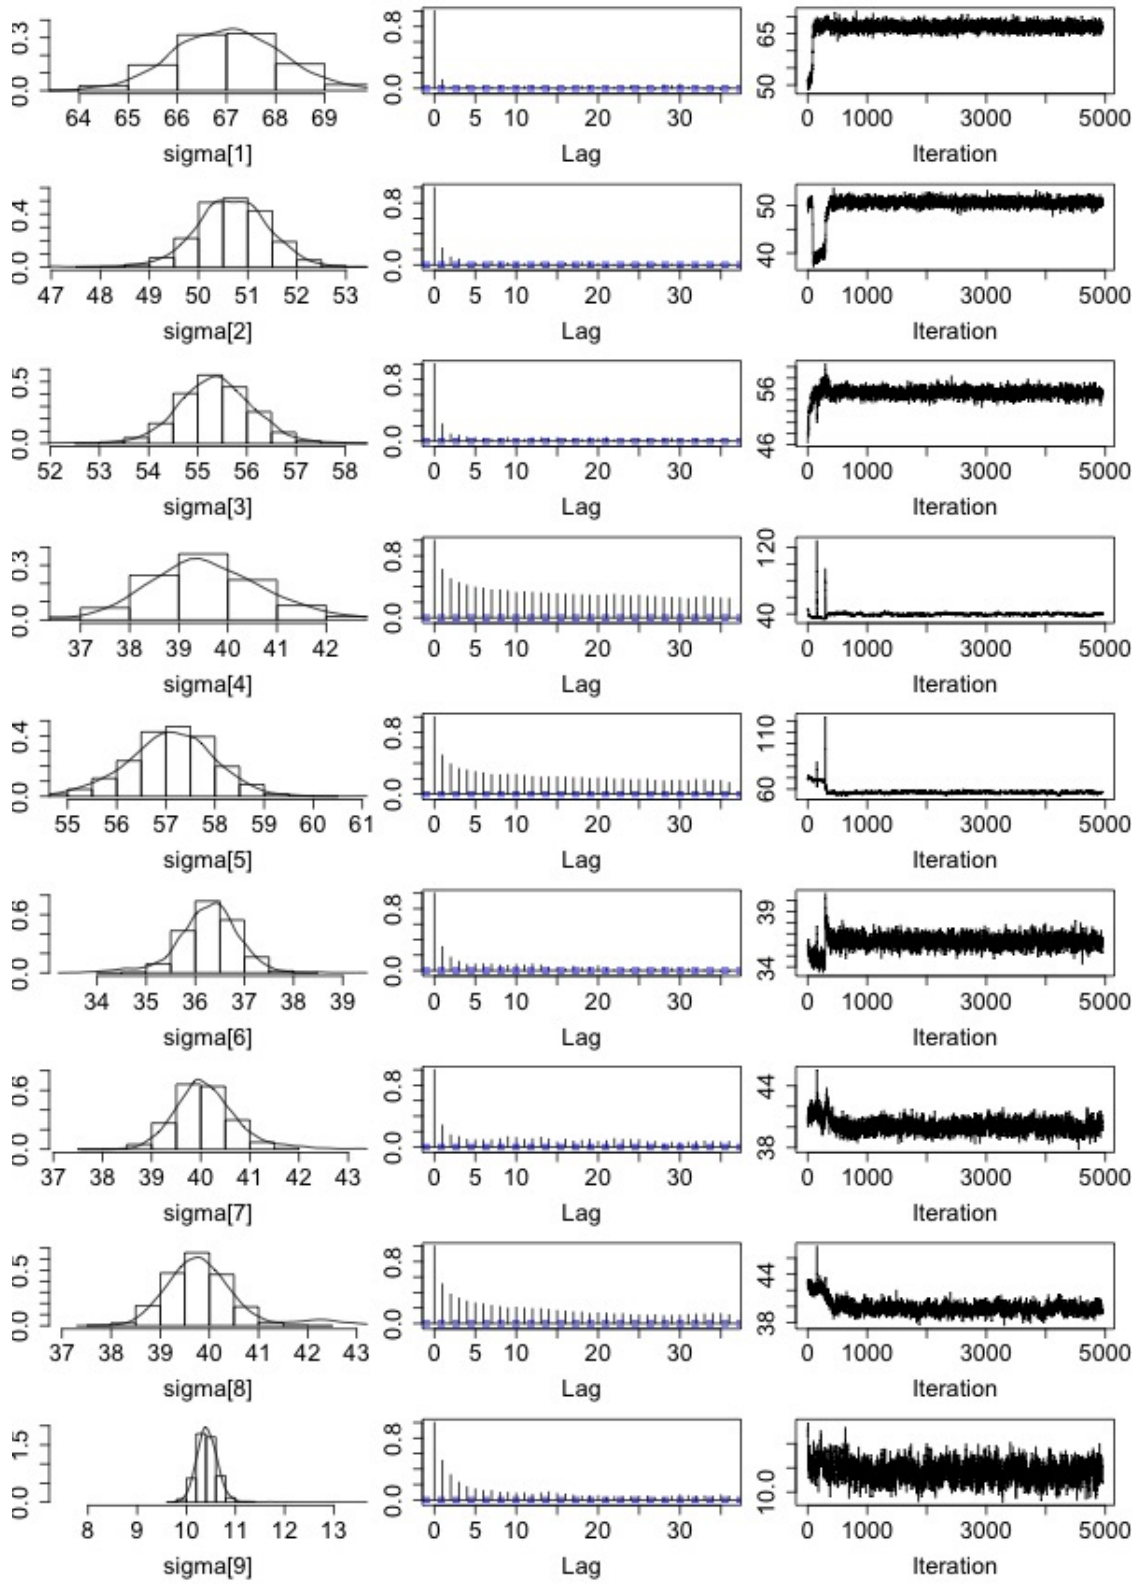 0.0 0.3
64 65 66 67 68 69
sigma[1]
0.0 0.8
0 5 10 20 30
Lag
50 65
0 1000 3000 5000
Iteration
0.0 0.4
47 48 49 50 51 52 53
sigma[2]
0.0 0.8
0 5 10 20 30
Lag
40 50
0 1000 3000 5000
Iteration
0.0 0.5
52 53 54 55 56 57 58
sigma[3]
0.0 0.8
0 5 10 20 30
Lag
46 56
0 1000 3000 5000
Iteration
0.0 0.3
37 38 39 40 41 42
sigma[4]
0.0 0.8
0 5 10 20 30
Lag
40 120
0 1000 3000 5000
Iteration
0.0 0.4
55 56 57 58 59 60 61
sigma[5]
0.0 0.8
0 5 10 20 30
Lag
60 110
0 1000 3000 5000
Iteration
0.0 0.6
34 35 36 37 38 39
sigma[6]
0.0 0.8
0 5 10 20 30
Lag
34 39
0 1000 3000 5000
Iteration
0.0 0.6
37 38 39 40 41 42 43
sigma[7]
0.0 0.8
0 5 10 20 30
Lag
38 44
0 1000 3000 5000
Iteration
0.0 0.5
37 38 39 40 41 42 43
sigma[8]
0.0 0.8
0 5 10 20 30
Lag
38 44
0 1000 3000 5000
Iteration
0.0 1.5
8 9 10 11 12 13
sigma[9]
0.0 0.8
0 5 10 20 30
Lag
10.0
0 1000 3000 5000
Iteration